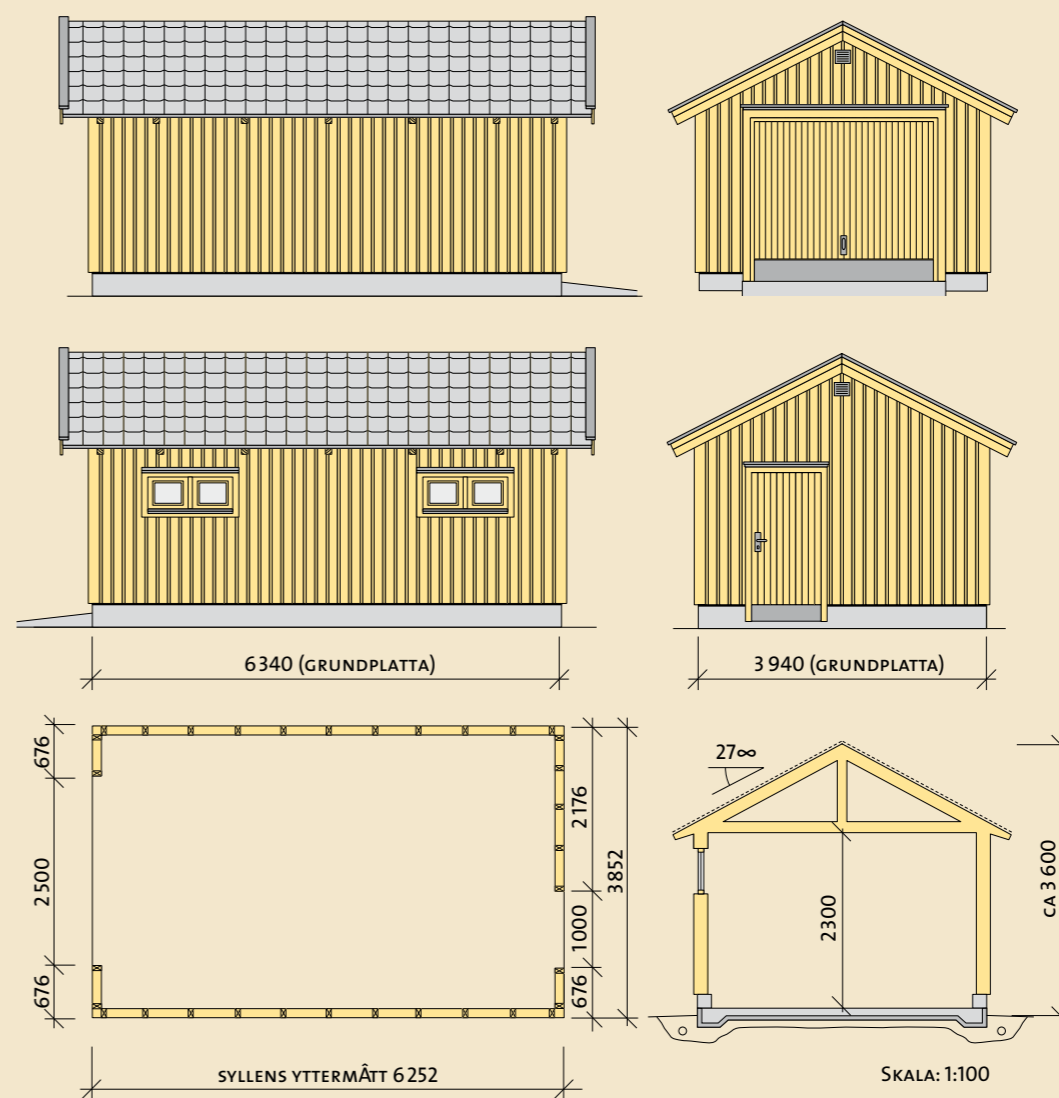 6340 (GRUNDPLATTA)
3 940 (GRUNDPLATTA)
676
2500
676
2176
1000
676
3852
27∞
2300
CA 3 600
SYLLENS YTTERMÂTT 6 252
SKALA: 1:100